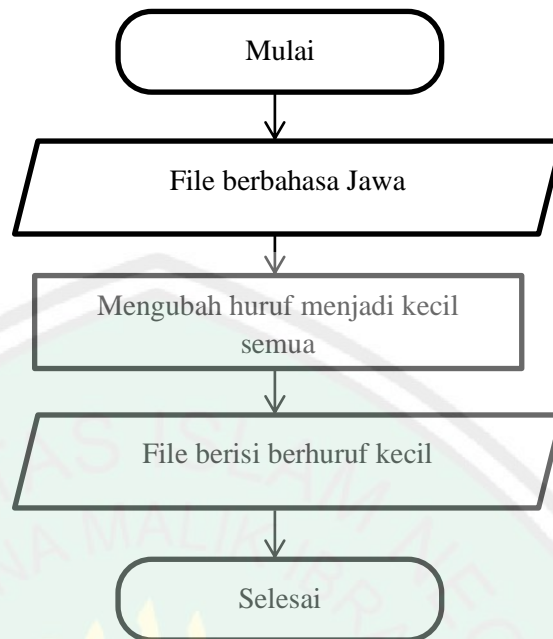 Mulai
File berbahasa Jawa
Mengubah huruf menjadi kecil
semua
File berisi berhuruf kecil
Selesai